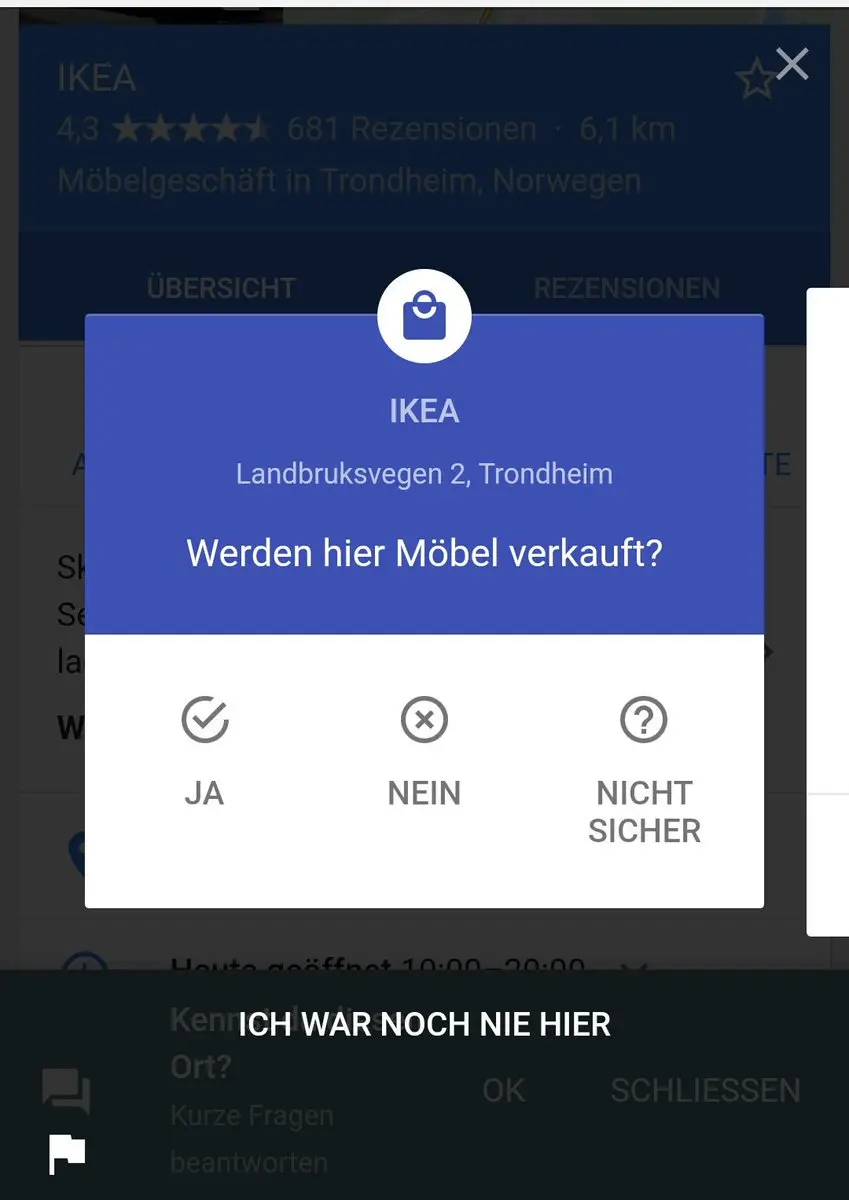 IKEA
4,3 681 Rezensionen · 6,1 km
Möbelgeschäft in Trondheim, Norwegen
ÜBERSICHT REZENSIONEN
IKEA
Landbruksvegen 2, Trondheim
Werden hier Möbel verkauft?
JA NEIN NICHT SICHER
Heute geöffnet 10:00–20:00
ICH WAR NOCH NIE HIER
Ort?
OK SCHLIESSEN
Kurze Fragen
beantworten